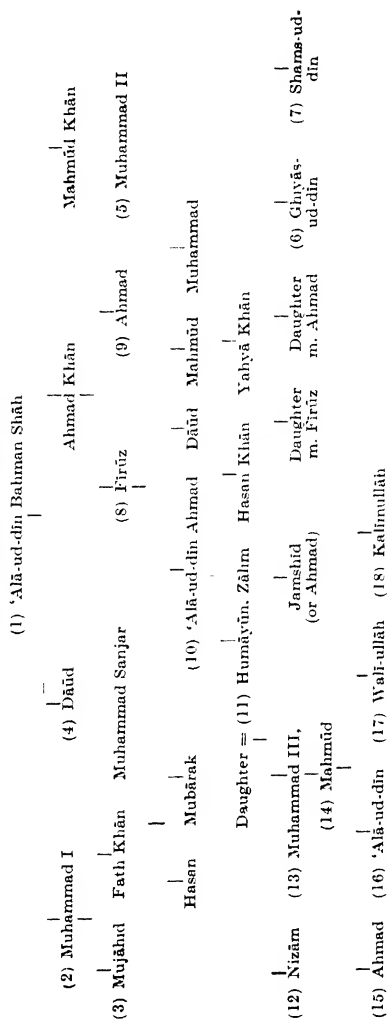 (1) ‘Alā-ud-dīn Bahman Shāh
(2) Muhammad I (4) Dāūd Ahmad Khān Mahmūd Khān
(3) Mujāhid Fath Khān Muhammad Sanjar (8) Fīrūz (9) Ahmad (5) Muhammad II
Hasan Mubārak (10) ‘Alā-ud-dīn Ahmad Dāūd Mahmūd Muhammad
Daughter = (11) Humāyūn, Zālim Hasan Khān Yahyā Khān
(12) Nizām (13) Muhammad III, Jamshid Daughter Daughter (6) Ghiyās- (7) Shams-ud-
(14) Mahmūd (or Ahmad) m. Fīrūz m. Ahmad ud-dīn dīn
(15) Ahmad (16) ‘Alā-ud-dīn (17) Walī-ullāh (18) Kalīmullāh